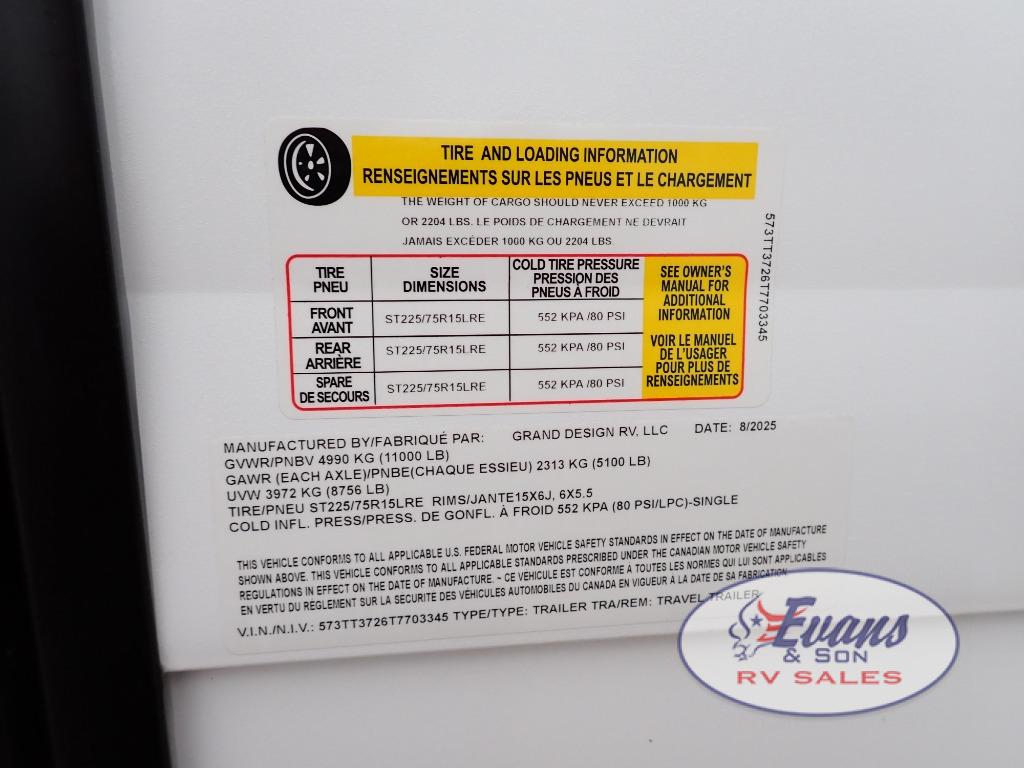 TIRE AND LOADING INFORMATION
RENSEIGNEMENTS SUR LES PNEUS ET LE CHARGEMENT
THE WEIGHT OF CARGO SHOULD NEVER EXCEED 1000 KG
OR 2204 LBS. LE POIDS DE CHARGEMENT NE DEVRAIT
JAMAIS EXCÉDER 1000 KG OU 2204 LBS.
TIRE
PNEU
SIZE
DIMENSIONS
COLD TIRE PRESSURE
PRESSION DES
PNEUS À FROID
FRONT
AVANT
ST225/75R15LRE
552 KPA /80 PSI
REAR
ARRIÈRE
ST225/75R15LRE
552 KPA /80 PSI
SPARE
DE SECOURS
ST225/75R15LRE
552 KPA /80 PSI
SEE OWNER'S
MANUAL FOR
ADDITIONAL
INFORMATION
VOIR LE MANUEL
DE L'USAGER
POUR PLUS DE
RENSEIGNEMENTS
573TT3726T7703345
MANUFACTURED BY/FABRIQUÉ PAR: GRAND DESIGN RV, LLC DATE: 8/2025
GVWR/PNBV 4990 KG (11000 LB)
GAWR (EACH AXLE)/PNBE(CHAQUE ESSIEU) 2313 KG (5100 LB)
UVW 3972 KG (8756 LB)
TIRE/PNEU ST225/75R15LRE RIMS/JANTE15X6J, 6X5.5
COLD INFL. PRESS/PRESS. DE GONFL. À FROID 552 KPA (80 PSI/LPC)-SINGLE
THIS VEHICLE CONFORMS TO ALL APPLICABLE U.S. FEDERAL MOTOR VEHICLE SAFETY STANDARDS IN EFFECT ON THE DATE OF MANUFACTURE
SHOWN ABOVE. THIS VEHICLE CONFORMS TO ALL APPLICABLE STANDARDS PRESCRIBED UNDER THE CANADIAN MOTOR VEHICLE SAFETY
REGULATIONS IN EFFECT ON THE DATE OF MANUFACTURE. ~ CE VEHICULE EST CONFORME A TOUTES LES NORMES QUI LUI SONT APPLICABLES
EN VERTU DU REGLEMENT SUR LA SECURITE DES VÉHICULES AUTOMOBILES DU CANADA EN VIGUEUR A LA DATE DE SA FABRICATION
V.I.N./N.I.V.: 573TT3726T7703345 TYPE/TYPE: TRAILER TRA/REM: TRAVEL TRAILER
Evans
& SON
RV SALES